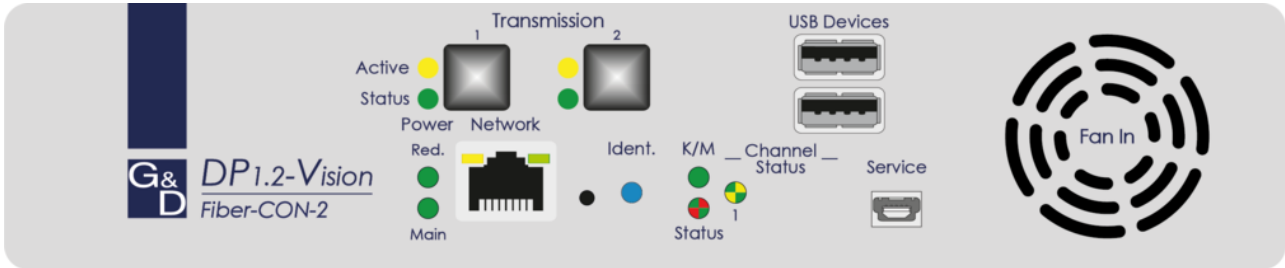 Transmission
1
2
USB Devices
Active
Status
Power
Network
Red.
Ident.
K/M
Channel
Status
Service
Fan In
G&D
DP1.2-Vision
Fiber-CON-2
Main
Status
1